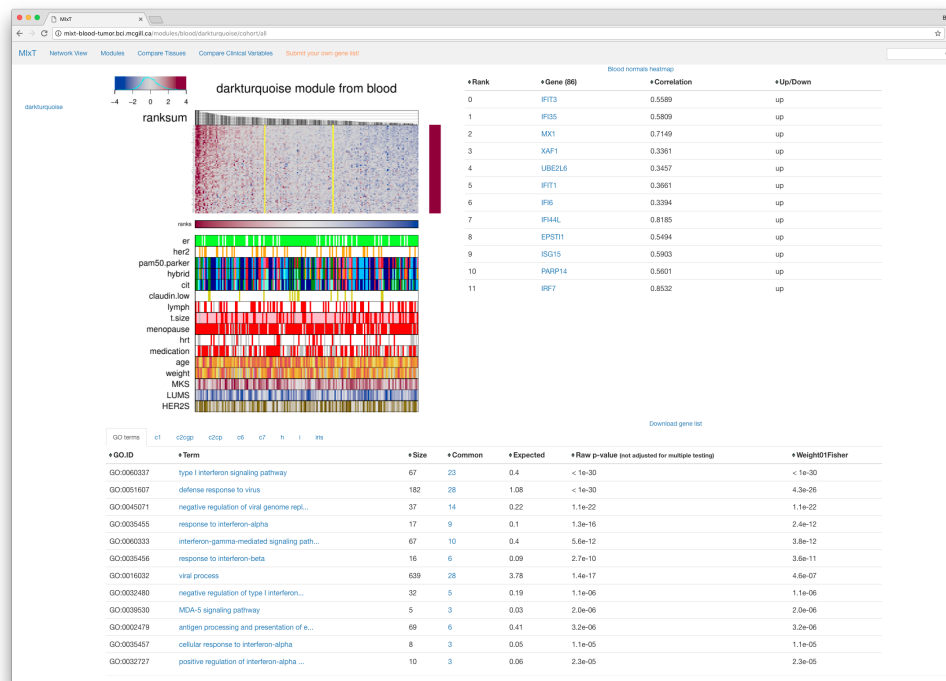 MIxT
mixt-blood-tumor.bci.mcgill.ca/modules/blood/darkturquoise/cohort/all
MIxT Network View Modules Compare Tissues Compare Clinical Variables Submit your own gene list!
darkturquoise
-4 -2 0 2 4
darkturquoise module from blood
ranksum
ranks
er
her2
pam50.parker
hybrid
cit
claudin.low
lymph
t.size
menopause
hrt
medication
age
weight
MKS
LUMS
HER2S
Blood normals heatmap
Rank Gene (86) Correlation Up/Down
0 IFIT3 0.5589 up
1 IFI35 0.5809 up
2 MX1 0.7149 up
3 XAF1 0.3361 up
4 UBE2L6 0.3457 up
5 IFIT1 0.3661 up
6 IFI6 0.3394 up
7 IFI44L 0.8185 up
8 EPSTI1 0.5494 up
9 ISG15 0.5903 up
10 PARP14 0.5601 up
11 IRF7 0.8532 up
Download gene list
GO terms c1 c2cgp c2cp c6 c7 h i iris
GO.ID Term Size Common Expected Raw p-value (not adjusted for multiple testing) Weight01Fisher
GO:0060337 type I interferon signaling pathway 67 23 0.4 < 1e-30 < 1e-30
GO:0051607 defense response to virus 182 28 1.08 < 1e-30 4.3e-26
GO:0045071 negative regulation of viral genome repl... 37 14 0.22 1.1e-22 1.1e-22
GO:0035455 response to interferon-alpha 17 9 0.1 1.3e-16 2.4e-12
GO:0060333 interferon-gamma-mediated signaling path... 67 10 0.4 5.6e-12 3.8e-12
GO:0035456 response to interferon-beta 16 6 0.09 2.7e-10 3.6e-11
GO:0016032 viral process 639 28 3.78 1.4e-17 4.6e-07
GO:0032480 negative regulation of type I interferon... 32 5 0.19 1.1e-06 1.1e-06
GO:0039530 MDA-5 signaling pathway 5 3 0.03 2.0e-06 2.0e-06
GO:0002479 antigen processing and presentation of e... 69 6 0.41 3.2e-06 3.2e-06
GO:0035457 cellular response to interferon-alpha 8 3 0.05 1.1e-05 1.1e-05
GO:0032727 positive regulation of interferon-alpha ... 10 3 0.06 2.3e-05 2.3e-05